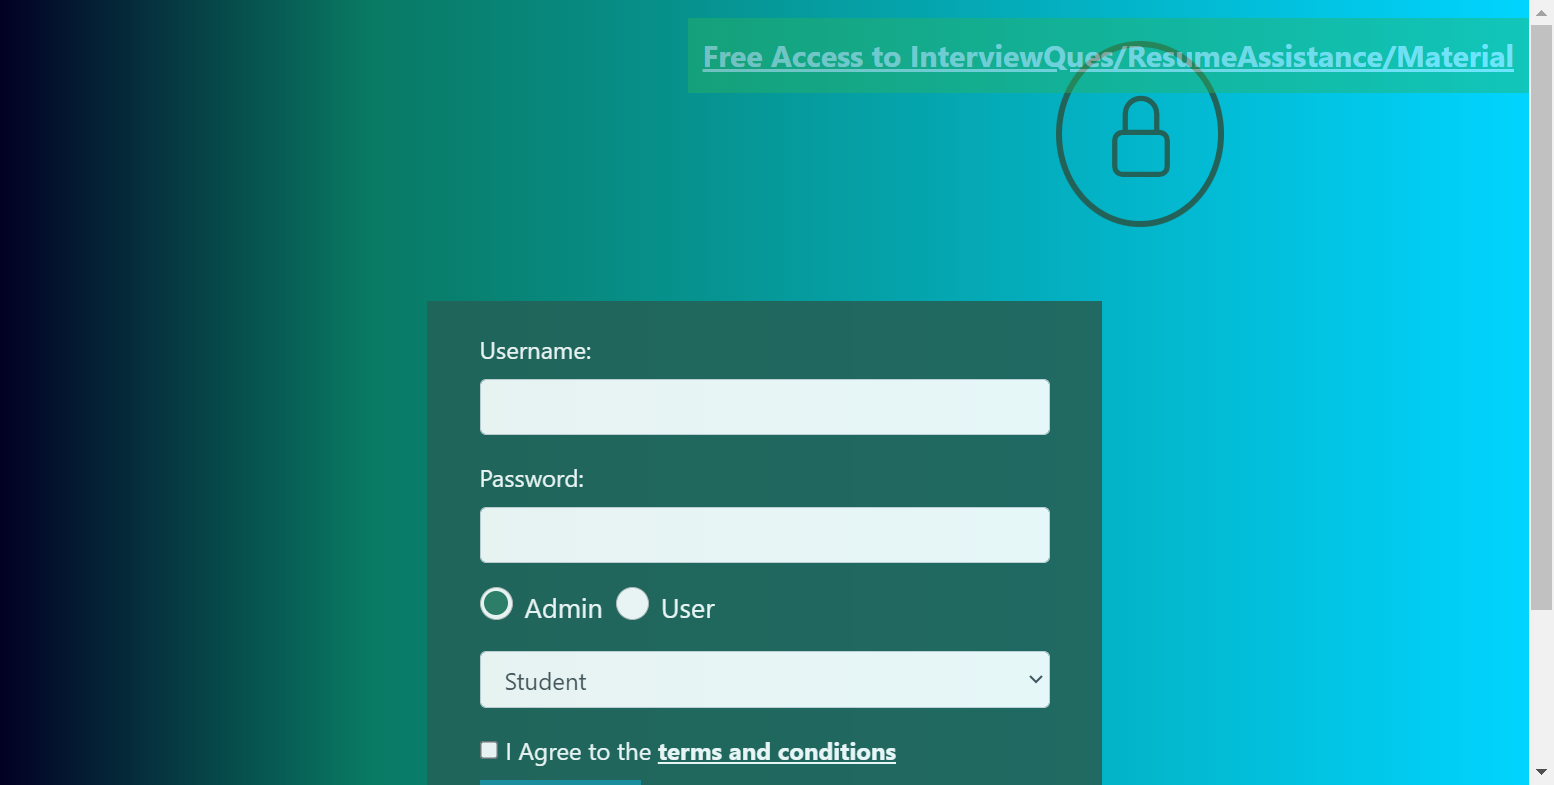 Free Access to InterviewQues/ResumeAssistance/Material
Username:
Password:
Admin User
Student
I Agree to the terms and conditions